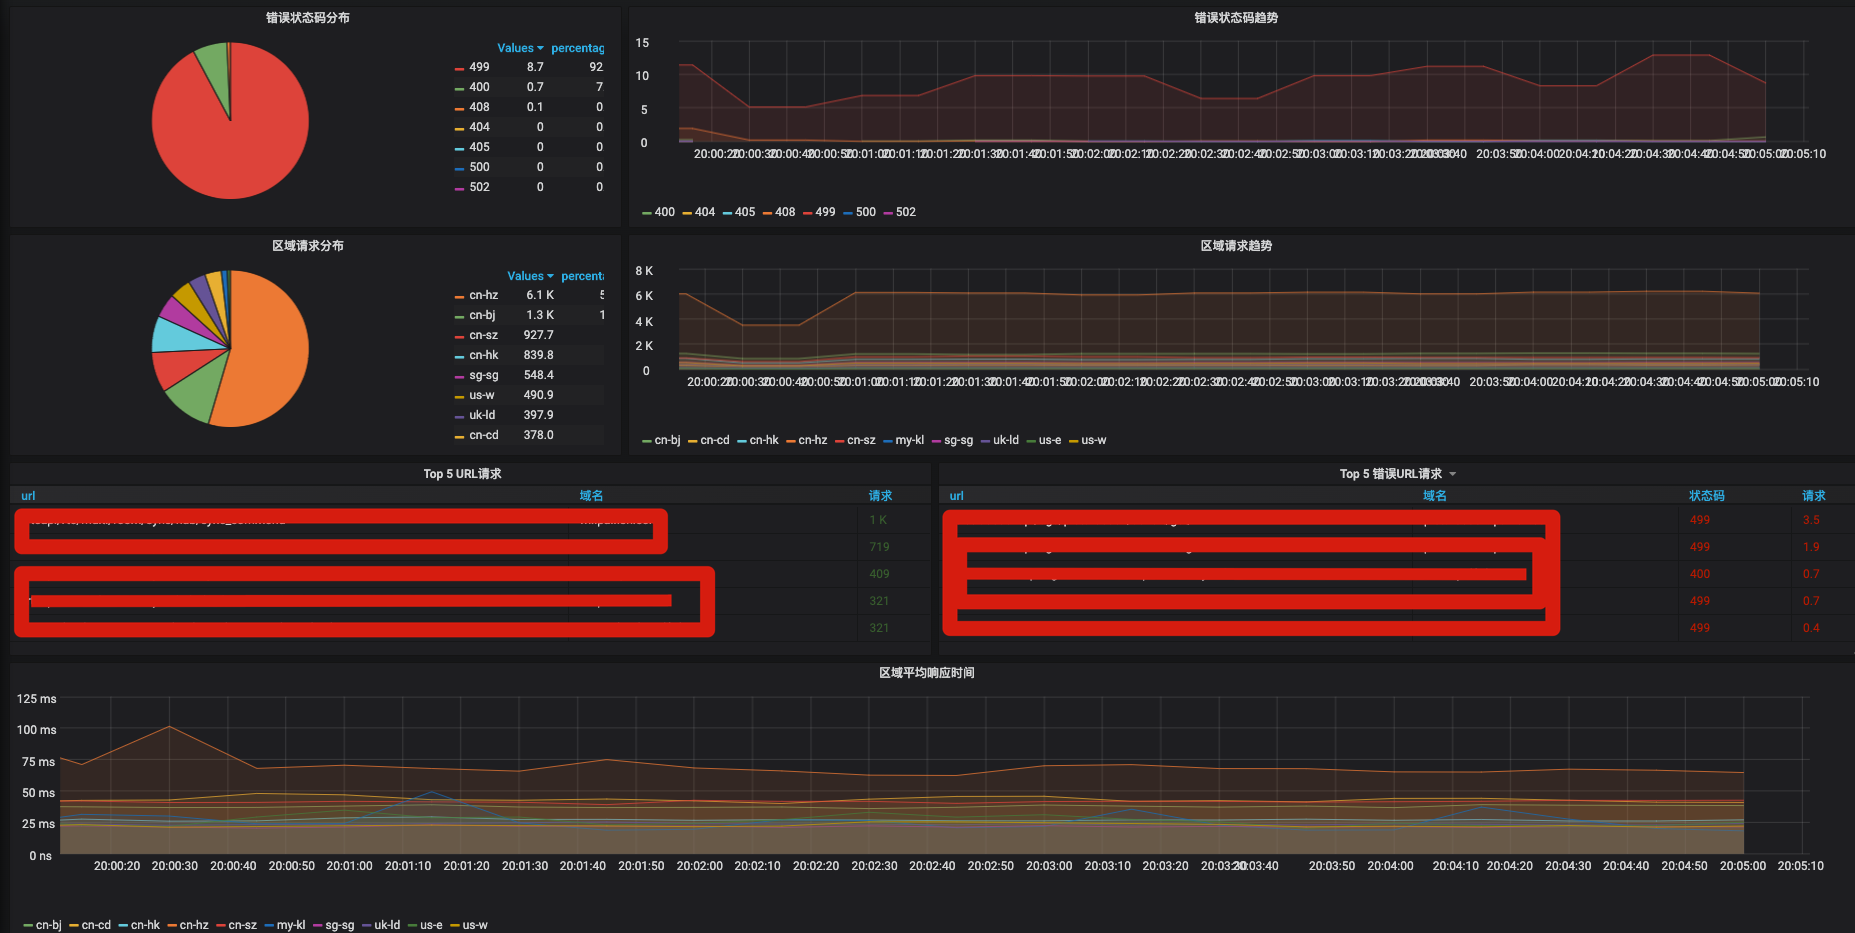 错误状态码分布
Values percentag
499 8.7 92
400 0.7 7.
408 0.1 0.
404 0 0.
405 0 0.
500 0 0.
502 0 0.
错误状态码趋势
15
10
5
0
20:00:20 20:00:30 20:00:40 20:00:50 20:01:00 20:01:10 20:01:20 20:01:30 20:01:40 20:01:50 20:02:00 20:02:10 20:02:20 20:02:30 20:02:40 20:02:50 20:03:00 20:03:10 20:03:20 20:03:30 20:03:40 20:03:50 20:04:00 20:04:10 20:04:20 20:04:30 20:04:40 20:04:50 20:05:00 20:05:10
400 404 405 408 499 500 502
区域请求分布
Values percenta
cn-hz 6.1 K 5
cn-bj 1.3 K 1
cn-sz 927.7
cn-hk 839.8
sg-sg 548.4
us-w 490.9
uk-ld 397.9
cn-cd 378.0
区域请求趋势
8 K
6 K
4 K
2 K
0
20:00:20 20:00:30 20:00:40 20:00:50 20:01:00 20:01:10 20:01:20 20:01:30 20:01:40 20:01:50 20:02:00 20:02:10 20:02:20 20:02:30 20:02:40 20:02:50 20:03:00 20:03:10 20:03:20 20:03:30 20:03:40 20:03:50 20:04:00 20:04:10 20:04:20 20:04:30 20:04:40 20:04:50 20:05:00 20:05:10
cn-bj cn-cd cn-hk cn-hz cn-sz my-kl sg-sg uk-ld us-e us-w
Top 5 URL请求
url 域名 请求
1 K
719
409
321
321
Top 5 错误URL请求
url 域名 状态码 请求
499 3.5
499 1.9
400 0.7
499 0.7
499 0.4
区域平均响应时间
125 ms
100 ms
75 ms
50 ms
25 ms
0 ns
20:00:20 20:00:30 20:00:40 20:00:50 20:01:00 20:01:10 20:01:20 20:01:30 20:01:40 20:01:50 20:02:00 20:02:10 20:02:20 20:02:30 20:02:40 20:02:50 20:03:00 20:03:10 20:03:20 20:03:30 20:03:40 20:03:50 20:04:00 20:04:10 20:04:20 20:04:30 20:04:40 20:04:50 20:05:00 20:05:10
cn-bj cn-cd cn-hk cn-hz cn-sz my-kl sg-sg uk-ld us-e us-w